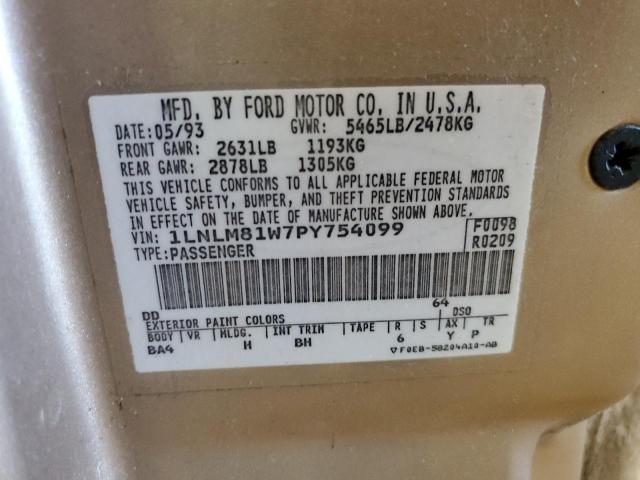 MFD. BY FORD MOTOR CO. IN U.S.A.
DATE: 05/93 GVWR: 5465LB/2478KG
FRONT GAWR: 2631LB 1193KG
REAR GAWR: 2878LB 1305KG
THIS VEHICLE CONFORMS TO ALL APPLICABLE FEDERAL MOTOR
VEHICLE SAFETY, BUMPER, AND THEFT PREVENTION STANDARDS
IN EFFECT ON THE DATE OF MANUFACTURE SHOWN ABOVE.
VIN: 1LNLM81W7PY754099 F0098
TYPE: PASSENGER R0209
DD 64
EXTERIOR PAINT COLORS DSO
BODY VR MLDG. INT TRIM TAPE R S AX TR
BA4 H BH 6 Y P
▽ F0EB-58204A10-AB